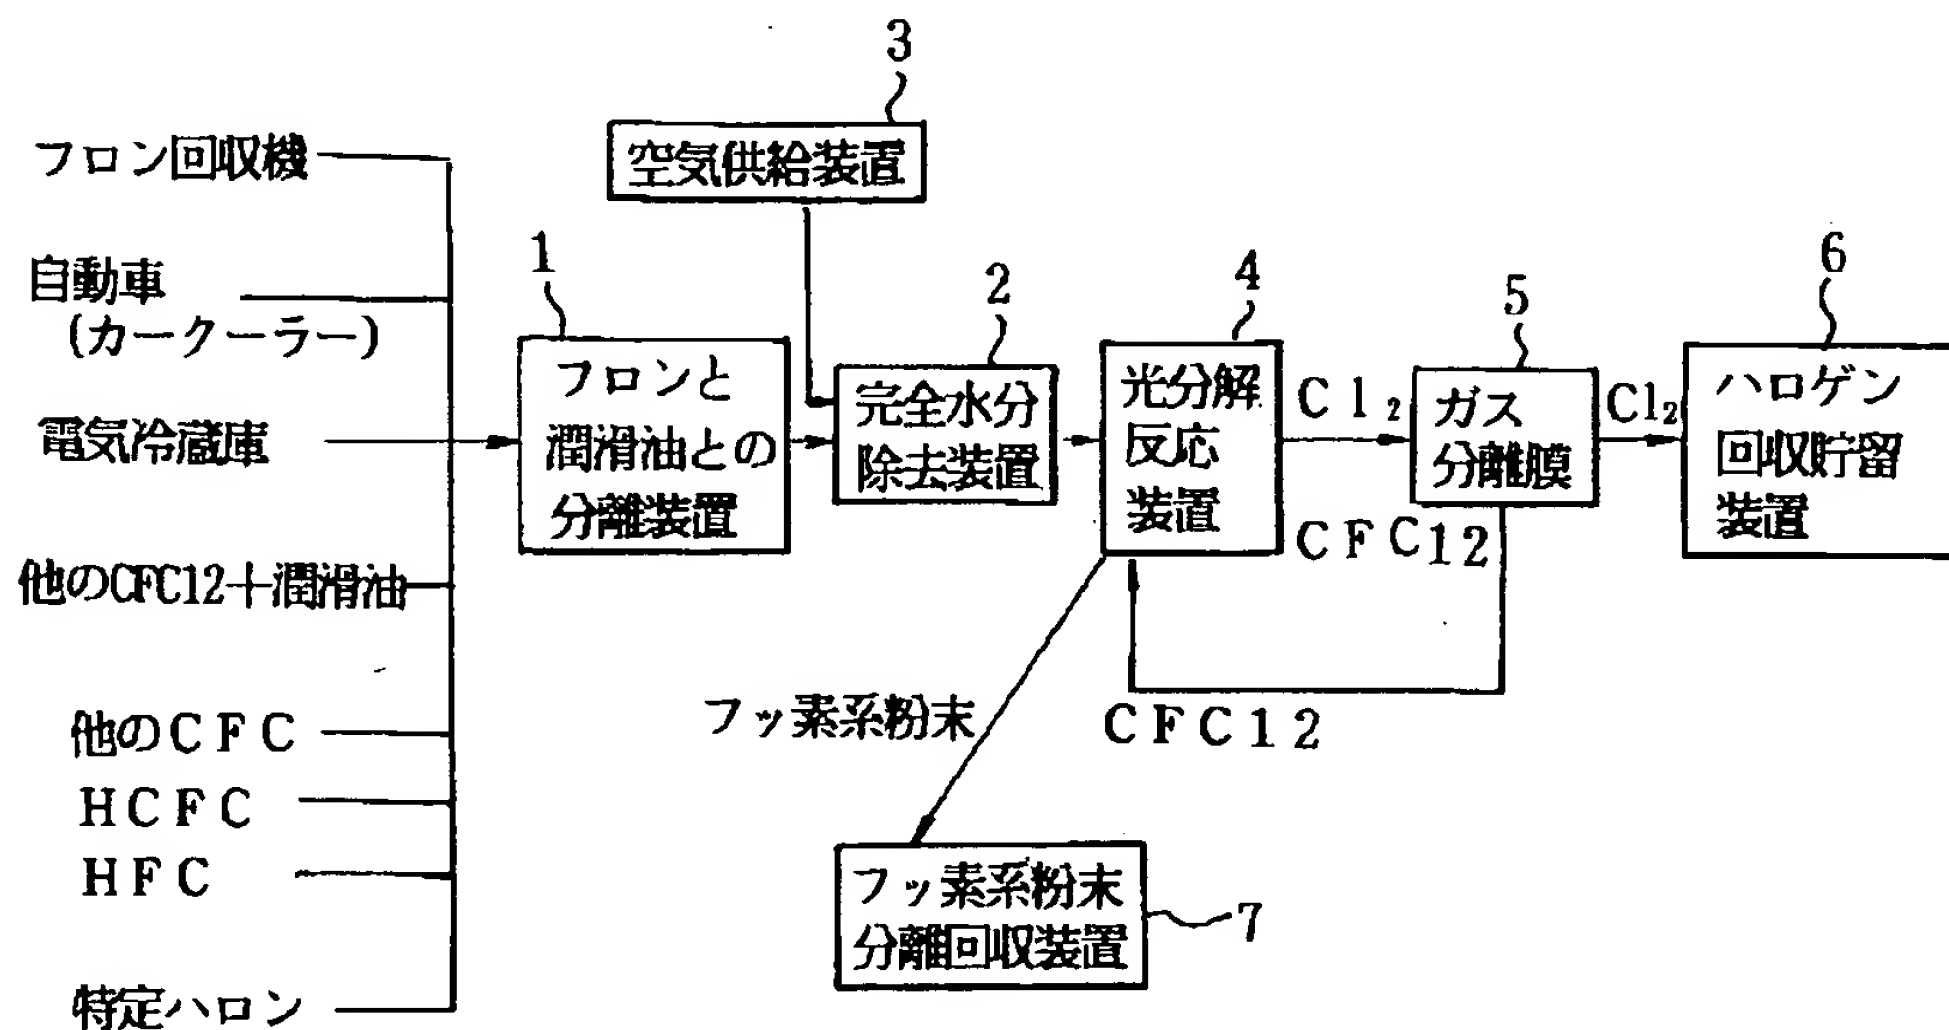 フロン回収機
自動車
(カークーラー)
電気冷蔵庫
他のCFC12+潤滑油
他のCFC
HCFC
HFC
特定ハロン
3
空気供給装置
1
フロンと
潤滑油との
分離装置
2
完全水分
除去装置
4
光分解
反応
装置
Cl₂
CFC12
5
ガス
分離膜
Cl₂
6
ハロゲン
回収貯留
装置
CFC12
フッ素系粉末
フッ素系粉末
分離回収装置
7